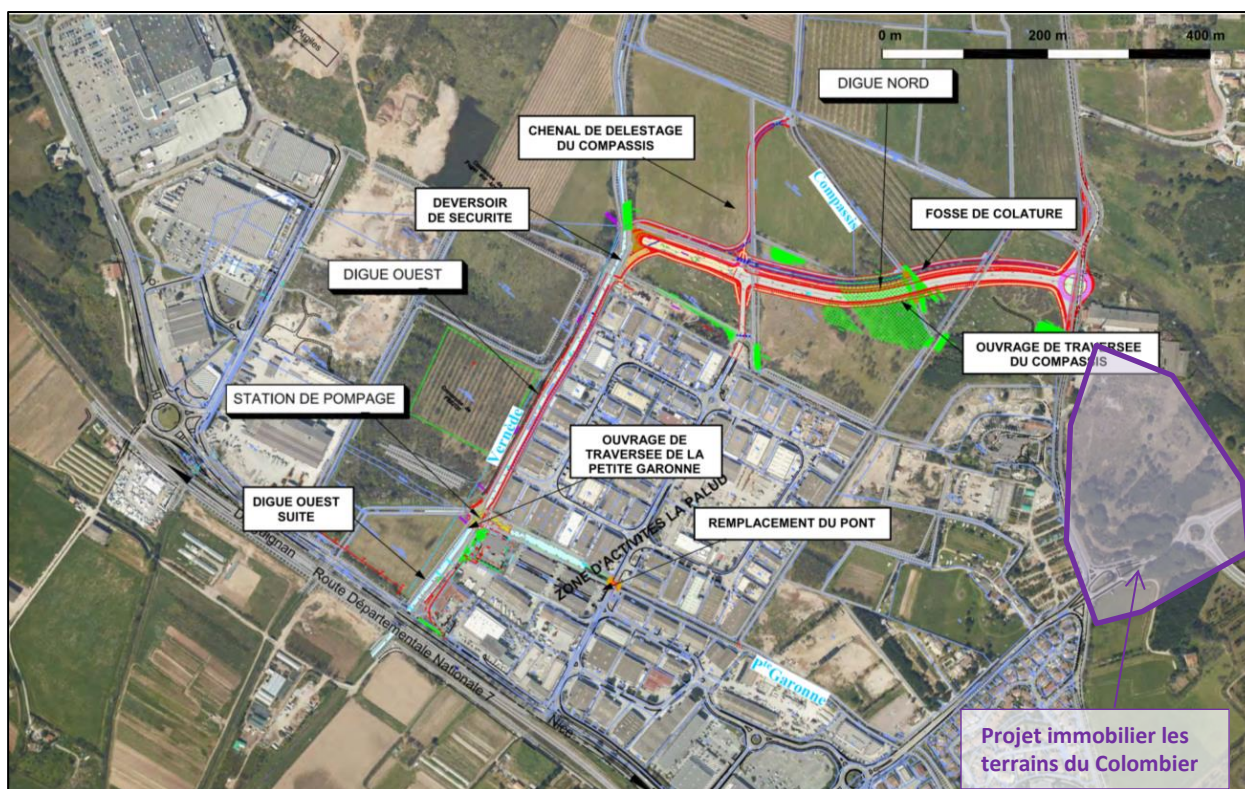 d'Argiles
0 m
200 m
400 m
DIGUE NORD
CHENAL DE DELESTAGE
DU COMPASSIS
Compassis
DEVERSOIR
DE SECURITE
FOSSE DE COLATURE
DIGUE OUEST
OUVRAGE DE TRAVERSEE
DU COMPASSIS
STATION DE POMPAGE
Vernède
OUVRAGE DE
TRAVERSEE DE LA
PETITE GARONNE
DIGUE OUEST
SUITE
ZONE D'ACTIVITES LA PALUD
REMPLACEMENT DU PONT
Route Départementale Nationale 7
Nice
Pte Garonne
Projet immobilier les
terrains du Colombier